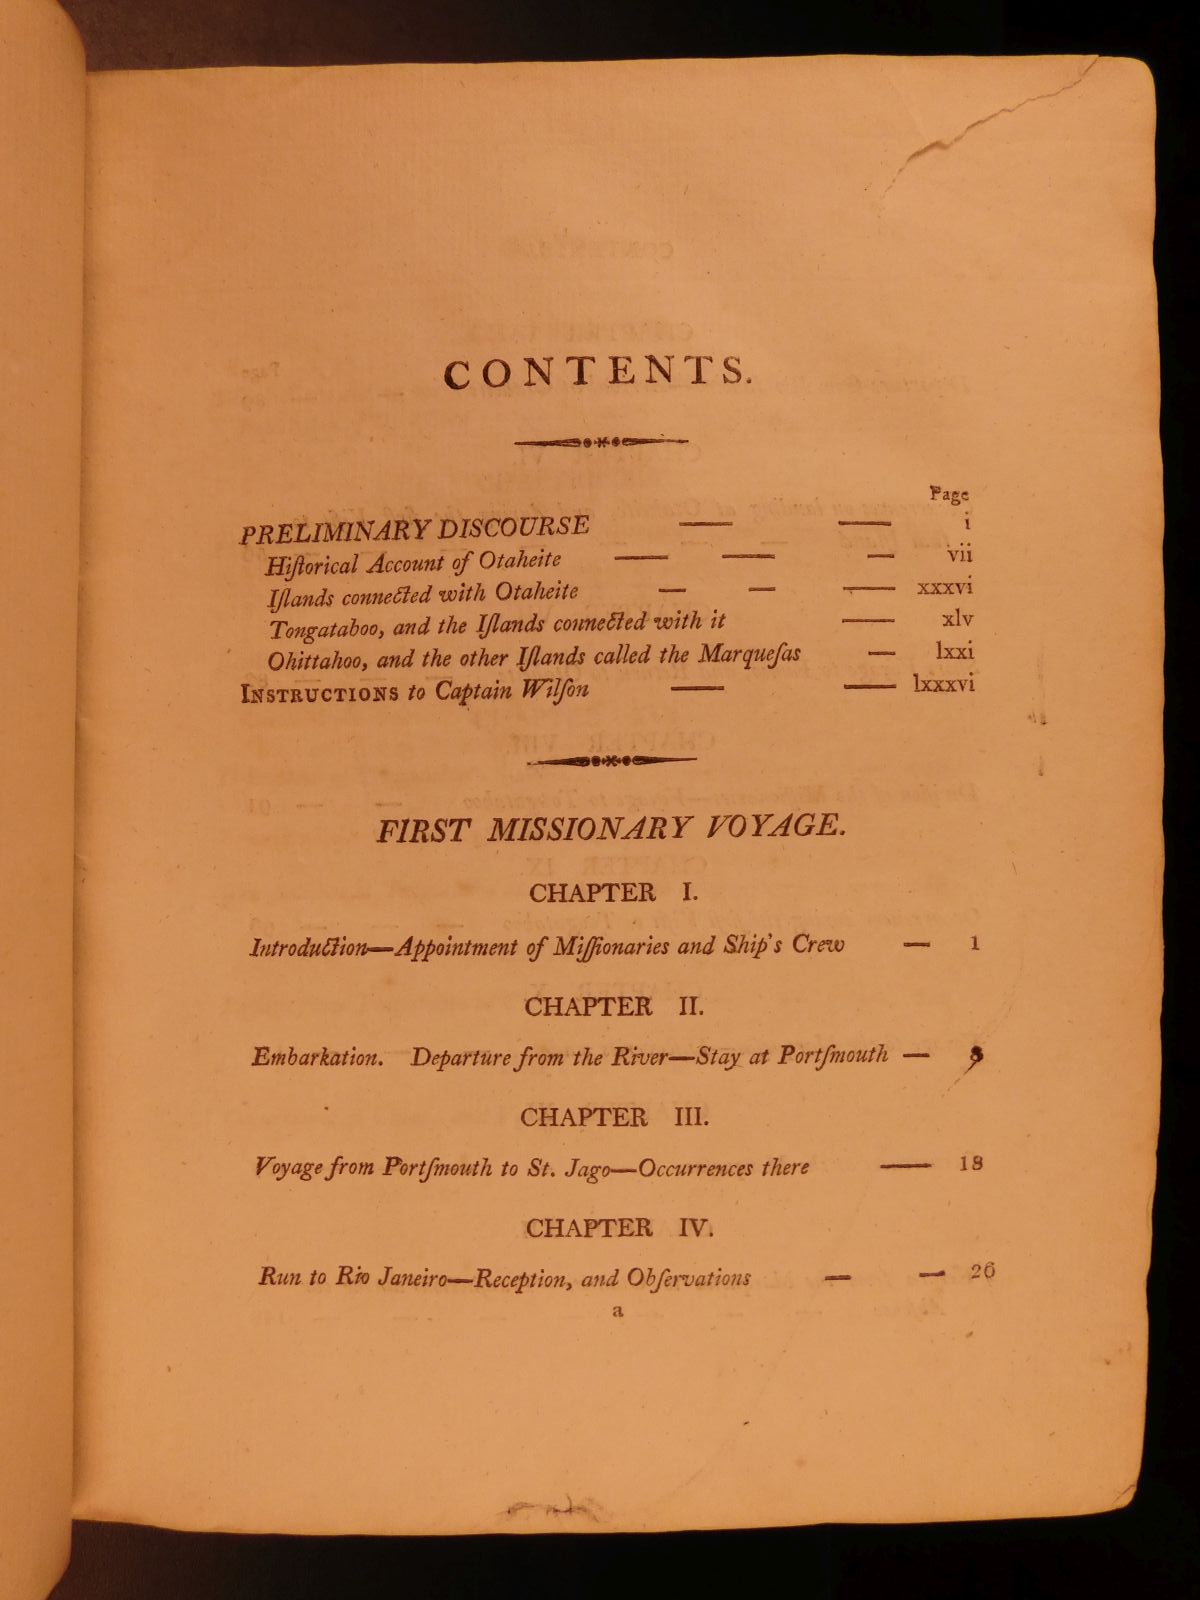 CONTENTS.
Page
PRELIMINARY DISCOURSE — — i
Hiſtorical Account of Otaheite — — — vii
Iſlands connected with Otaheite — — — xxxvi
Tongataboo, and the Iſlands connected with it — xlv
Ohittahoo, and the other Iſlands called the Marqueſas — lxxi
INSTRUCTIONS to Captain Wilſon — — lxxxvi
FIRST MISSIONARY VOYAGE.
CHAPTER I.
Introduction—Appointment of Miſſionaries and Ship's Crew — 1
CHAPTER II.
Embarkation. Departure from the River—Stay at Portſmouth —
CHAPTER III.
Voyage from Portſmouth to St. Jago—Occurrences there — 18
CHAPTER IV.
Run to Rio Janeiro—Reception, and Obſervations — — 26
a